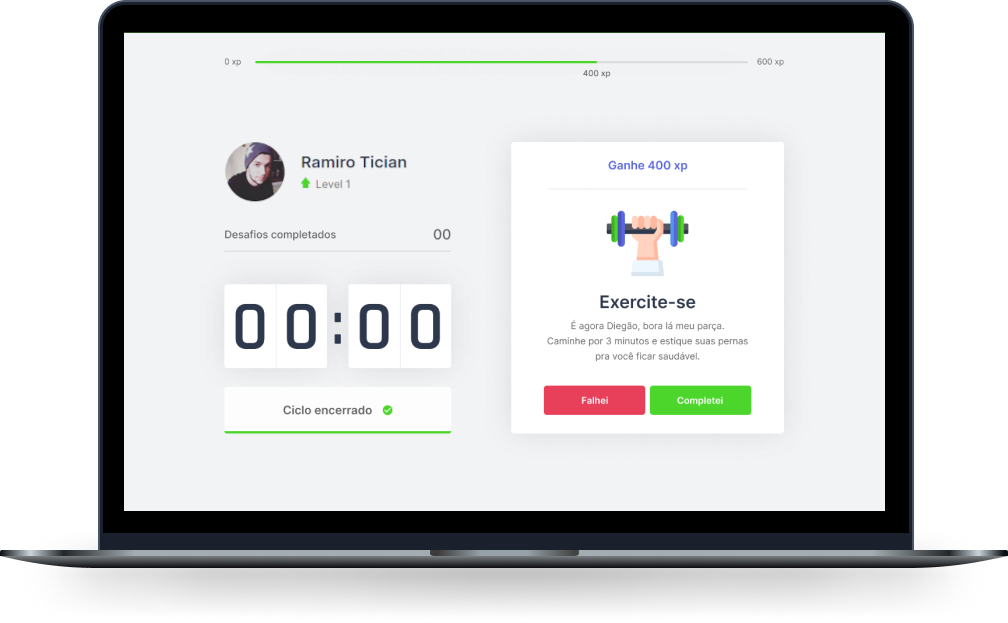 0 xp
600 xp
400 xp
Ramiro Tician
Level 1
Desafios completados
00
00:00
Ciclo encerrado
Ganhe 400 xp
Exercite-se
É agora Diegão, bora lá meu parça.
Caminhe por 3 minutos e estique suas pernas
pra você ficar saudável.
Falhei
Completei